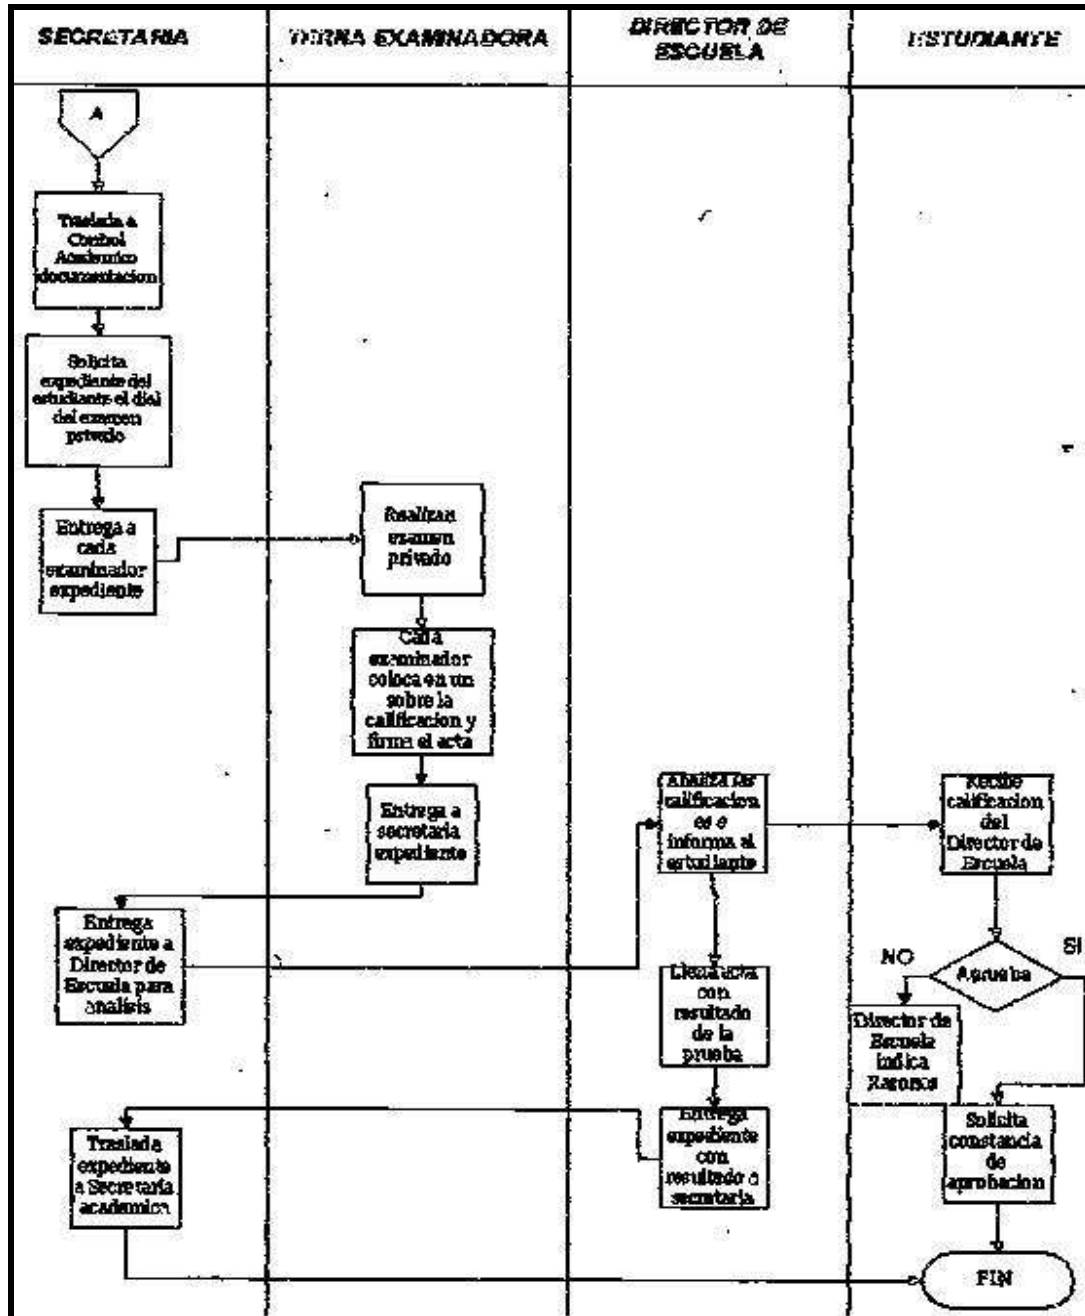 SECRETARIA
TERNA EXAMINADORA
DIRECTOR DE
ESCUELA
ESTUDIANTE
A
Traslada a
Control
Academico
documentacion
Solicita
expediente del
estudiante el dial
del examen
privado
Entrega a
cada
examinador
expediente
Realizan
examen
privado
Cada
examinador
coloca en un
sobre la
calificacion y
firma el acta
Entrega a
secretaria
expediente
Entrega
expediente a
Director de
Escuela para
analisis
Analiza las
calificacion
es e
informa al
estudiante
Recibe
calificacion
del
Director de
Escuela
Aprueba
NO
SI
Director de
Escuela
indica
Razones
Llena acta
con
resultado
de la
prueba
Entrega
expediente
con
resultado a
secretaria
Solicita
constancia
de
aprobacion
Traslada
expediente
a Secretaría
academica
FIN